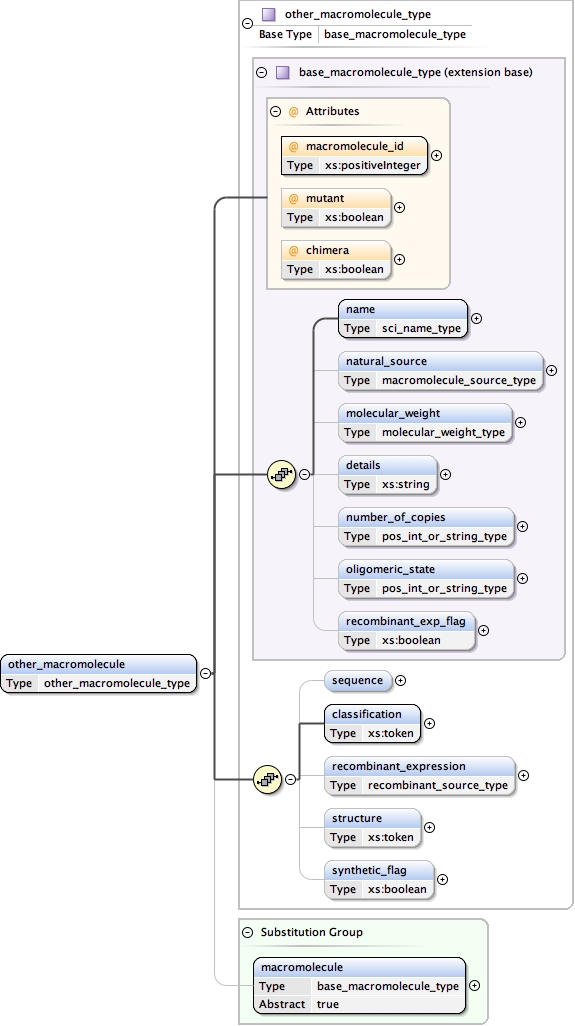 other_macromolecule_type
Base Type base_macromolecule_type
base_macromolecule_type (extension base)
@ Attributes
@ macromolecule_id
Type xs:positiveInteger
@ mutant
Type xs:boolean
@ chimera
Type xs:boolean
name
Type sci_name_type
natural_source
Type macromolecule_source_type
molecular_weight
Type molecular_weight_type
details
Type xs:string
number_of_copies
Type pos_int_or_string_type
oligomeric_state
Type pos_int_or_string_type
recombinant_exp_flag
Type xs:boolean
other_macromolecule
Type other_macromolecule_type
sequence
classification
Type xs:token
recombinant_expression
Type recombinant_source_type
structure
Type xs:token
synthetic_flag
Type xs:boolean
Substitution Group
macromolecule
Type base_macromolecule_type
Abstract true